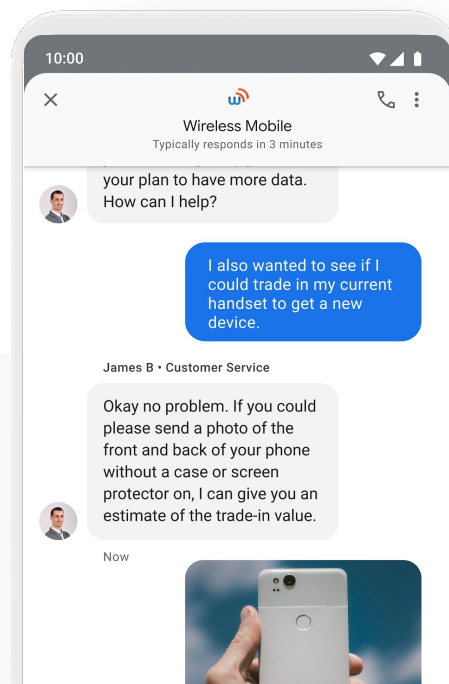 10:00
Wireless Mobile
Typically responds in 3 minutes
your plan to have more data.
How can I help?
I also wanted to see if I
could trade in my current
handset to get a new
device.
James B • Customer Service
Okay no problem. If you could
please send a photo of the
front and back of your phone
without a case or screen
protector on, I can give you an
estimate of the trade-in value.
Now